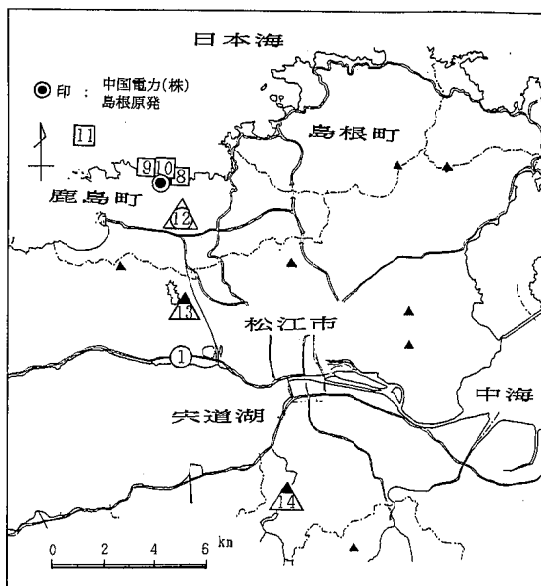 日本海
印 : 中国電力(株)
島根原発
島根町
11
9 10 8
鹿島町
12
13
松江市
1
中海
宍道湖
14
0 2 4 6 kn